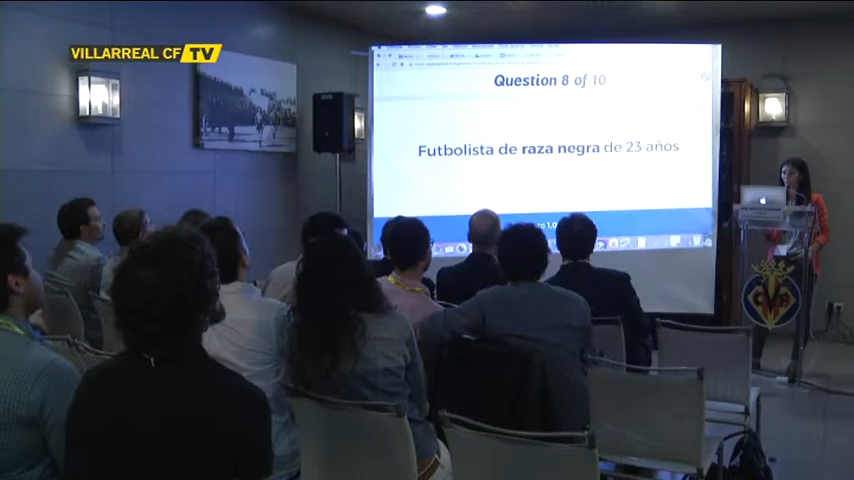 VILLARREAL CF TV
Question 8 of 10
Futbolista de raza negra de 23 años